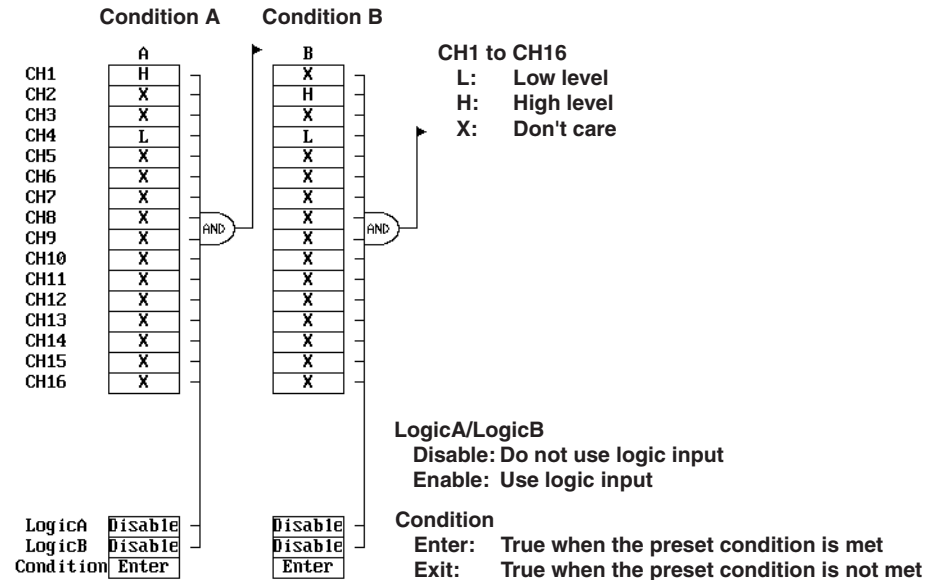 Condition A Condition B
A B CH1 to CH16
CH1 H X L: Low level
CH2 X H H: High level
CH3 X X
CH4 L L X: Don't care
CH5 X X
CH6 X X
CH7 X X
CH8 X X
AND AND
CH9 X X
CH10 X X
CH11 X X
CH12 X X
CH13 X X
CH14 X X
CH15 X X
CH16 X X
LogicA/LogicB
Disable: Do not use logic input
Enable: Use logic input
LogicA Disable Disable Condition
LogicB Disable Disable Enter: True when the preset condition is met
Condition Enter Enter Exit: True when the preset condition is not met